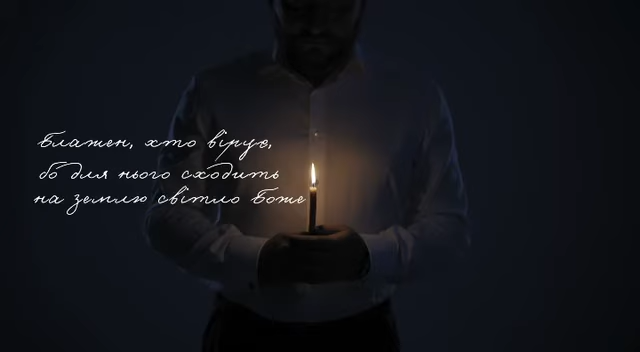 Блажен, хто вірує,
бо для нього сходить
на землю світло Боже